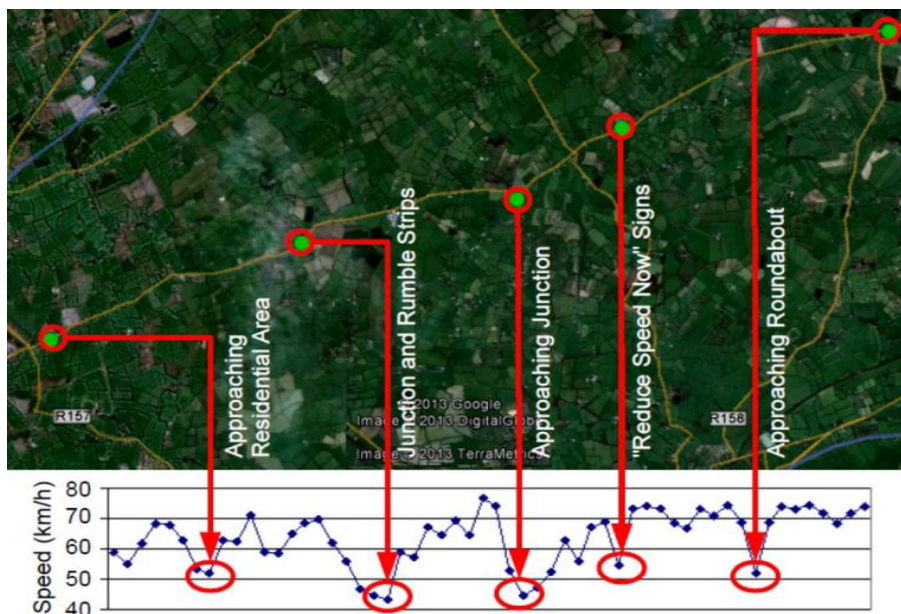 Approaching
Residential Area
Junction and Rumble Strips
Approaching Junction
"Reduce Speed Now" Signs
Approaching Roundabout
R157
R158
2013 Google
Image © 2013 DigitalGlobe
Image © 2013 TerraMetrics
Speed (km/h)
80
70
60
50
40